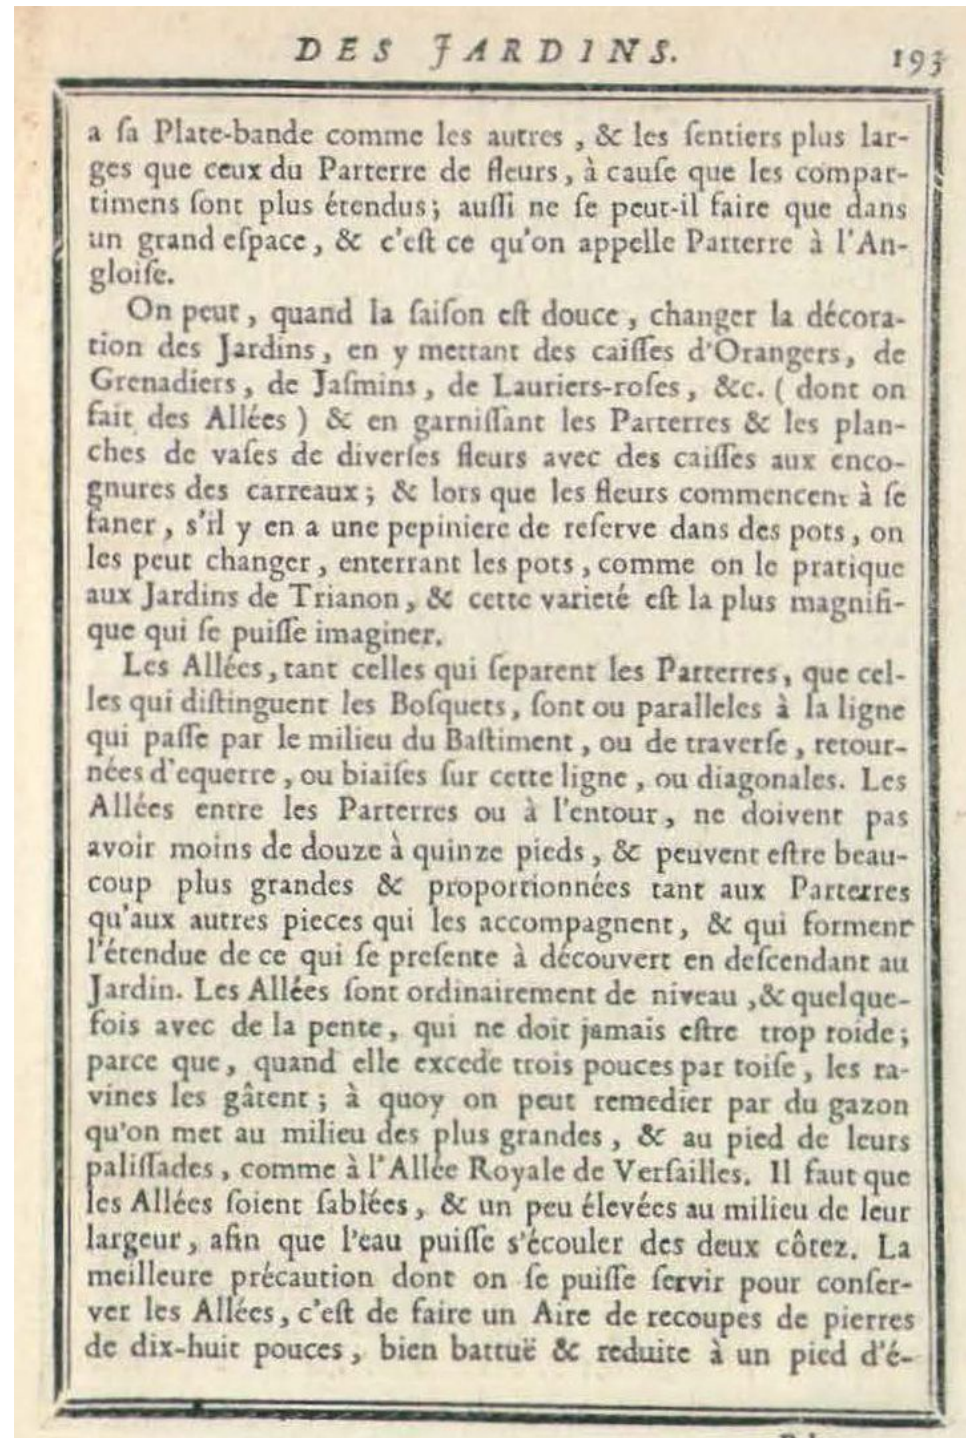 DES JARDINS.
193
a ſa Plate-bande comme les autres, & les ſentiers plus lar-
ges que ceux du Parterre de fleurs, à cauſe que les compar-
timens ſont plus étendus; auſſi ne ſe peut-il faire que dans
un grand eſpace, & c'eſt ce qu'on appelle Parterre à l'An-
gloiſe.
On peut, quand la ſaiſon eſt douce, changer la décora-
tion des Jardins, en y mettant des caiſſes d'Orangers, de
Grenadiers, de Jaſmins, de Lauriers-roſes, &c. (dont on
fait des Allées) & en garniſſant les Parterres & les plan-
ches de vaſes de diverſes fleurs avec des caiſſes aux enco-
gnures des carreaux; & lors que les fleurs commencent à ſe
faner, s'il y en a une pepiniere de reſerve dans des pots, on
les peut changer, enterrant les pots, comme on le pratique
aux Jardins de Trianon, & cette varieté eſt la plus magnifi-
que qui ſe puiſſe imaginer.
Les Allées, tant celles qui ſeparent les Parterres, que cel-
les qui diſtinguent les Boſquets, ſont ou paralleles à la ligne
qui paſſe par le milieu du Baſtiment, ou de traverſe, retour-
nées d'equerre, ou biaiſes ſur cette ligne, ou diagonales. Les
Allées entre les Parterres ou à l'entour, ne doivent pas
avoir moins de douze à quinze pieds, & peuvent eſtre beau-
coup plus grandes & proportionnées tant aux Parterres
qu'aux autres pieces qui les accompagnent, & qui forment
l'étendue de ce qui ſe preſente à découvert en deſcendant au
Jardin. Les Allées ſont ordinairement de niveau, & quelque-
fois avec de la pente, qui ne doit jamais eſtre trop roide;
parce que, quand elle excede trois pouces par toiſe, les ra-
vines les gâtent; à quoy on peut remedier par du gazon
qu'on met au milieu des plus grandes, & au pied de leurs
paliſſades, comme à l'Allée Royale de Verſailles. Il faut que
les Allées ſoient ſablées, & un peu élevées au milieu de leur
largeur, afin que l'eau puiſſe s'écouler des deux côtez. La
meilleure précaution dont on ſe puiſſe ſervir pour conſer-
ver les Allées, c'eſt de faire un Aire de recoupes de pierres
de dix-huit pouces, bien battuë & reduite à un pied d'é-